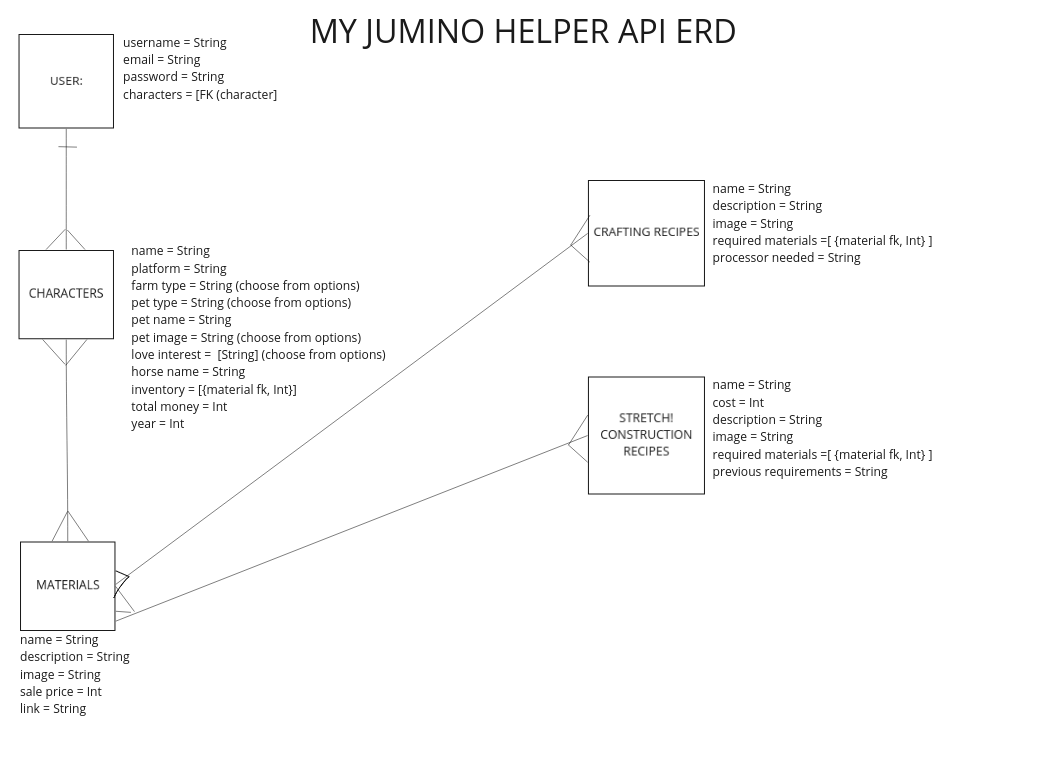 MY JUMINO HELPER API ERD
USER:
username = String
email = String
password = String
characters = [FK (character]
CHARACTERS
name = String
platform = String
farm type = String (choose from options)
pet type = String (choose from options)
pet name = String
pet image = String (choose from options)
love interest =  [String] (choose from options)
horse name = String
inventory = [{material fk, Int}]
total money = Int
year = Int
CRAFTING RECIPES
name = String
description = String
image = String
required materials =[ {material fk, Int} ]
processor needed = String
STRETCH!
CONSTRUCTION
RECIPES
name = String
cost = Int
description = String
image = String
required materials =[ {material fk, Int} ]
previous requirements = String
MATERIALS
name = String
description = String
image = String
sale price = Int
link = String